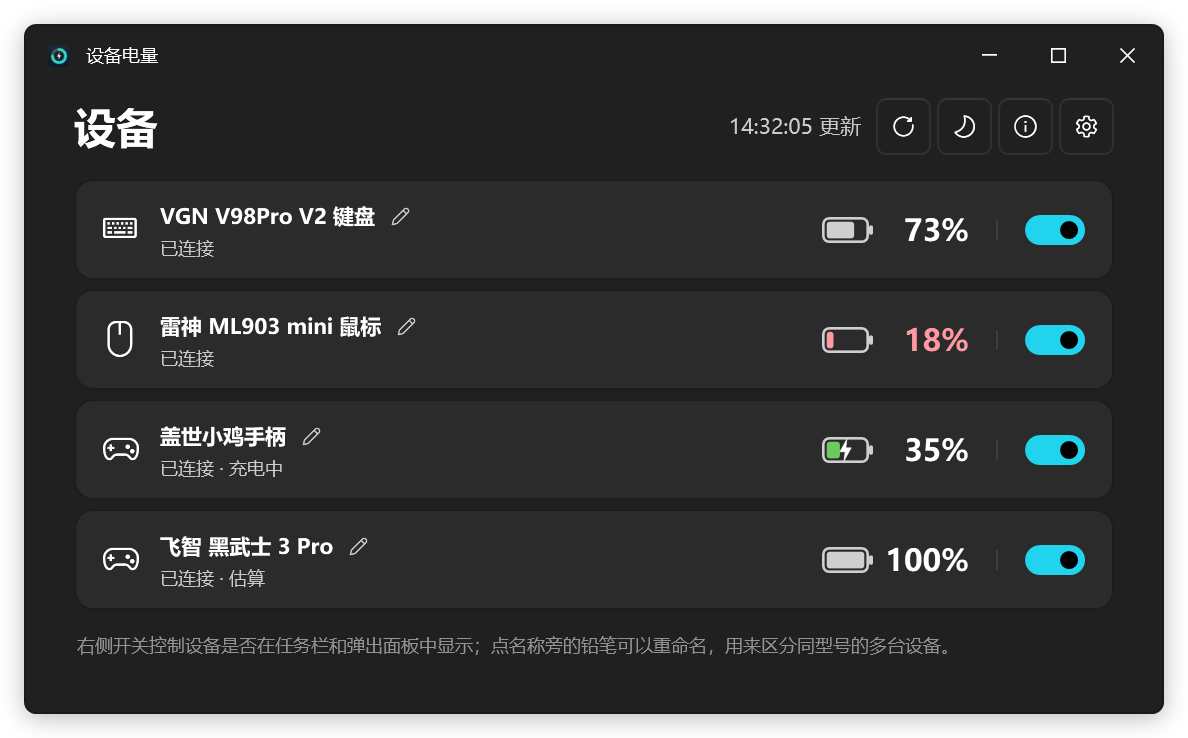 设备电量
设备
14:32:05 更新
VGN V98Pro V2 键盘
已连接
73%
雷神 ML903 mini 鼠标
已连接
18%
盖世小鸡手柄
已连接 · 充电中
35%
飞智 黑武士 3 Pro
已连接 · 估算
100%
右侧开关控制设备是否在任务栏和弹出面板中显示；点名称旁的铅笔可以重命名，用来区分同型号的多台设备。